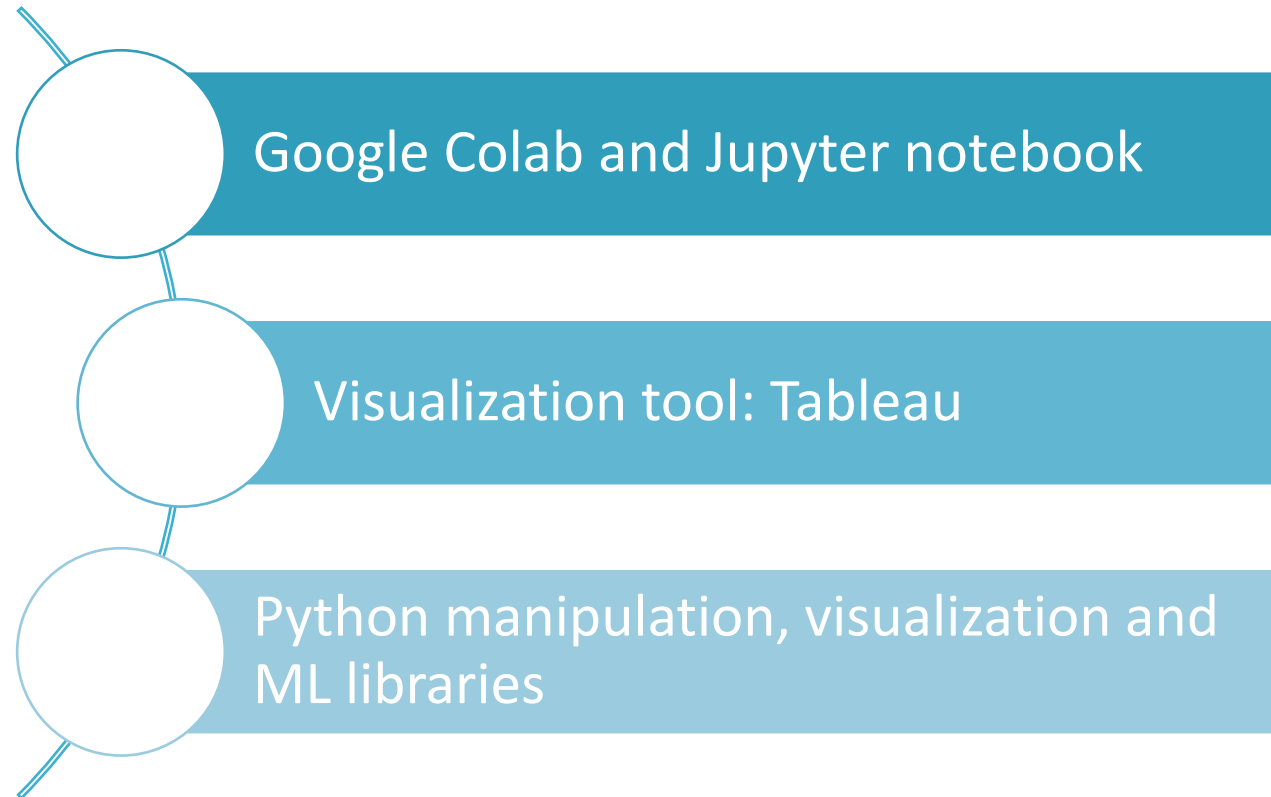 Google Colab and Jupyter notebook
Visualization tool: Tableau
Python manipulation, visualization and
ML libraries